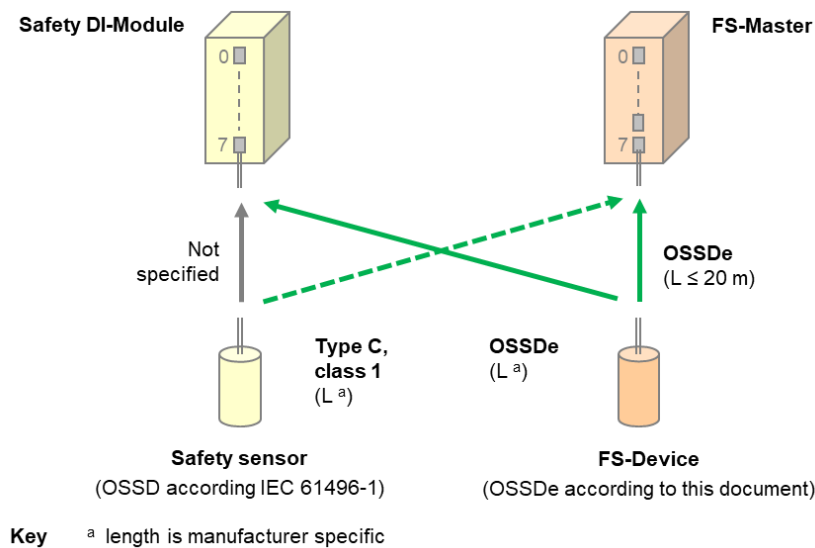 Safety DI-Module
FS-Master
0
7
0
7
Not
specified
OSSDe
(L ≤ 20 m)
Type C,
class 1
(L ᵃ)
OSSDe
(L ᵃ)
Safety sensor
(OSSD according IEC 61496-1)
FS-Device
(OSSDe according to this document)
Key ᵃ length is manufacturer specific